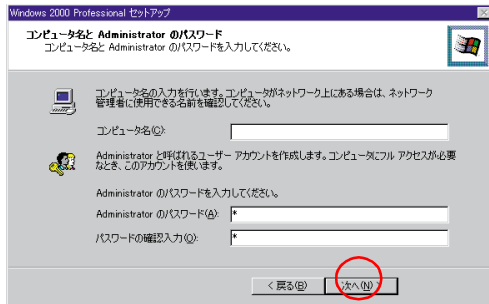 Windows 2000 Professional セットアップ
コンピュータ名と Administrator のパスワード
コンピュータ名と Administrator のパスワードを入力してください。
コンピュータ名の入力を行います。コンピュータがネットワーク上にある場合は、ネットワーク
管理者に使用できる名前を確認してください。
コンピュータ名(C):
Administrator と呼ばれるユーザー アカウントを作成します。コンピュータにフル アクセスが必要
なとき、このアカウントを使います。
Administrator のパスワードを入力してください。
Administrator のパスワード(A): *
パスワードの確認入力(O): *
< 戻る(B) 次へ(N) >